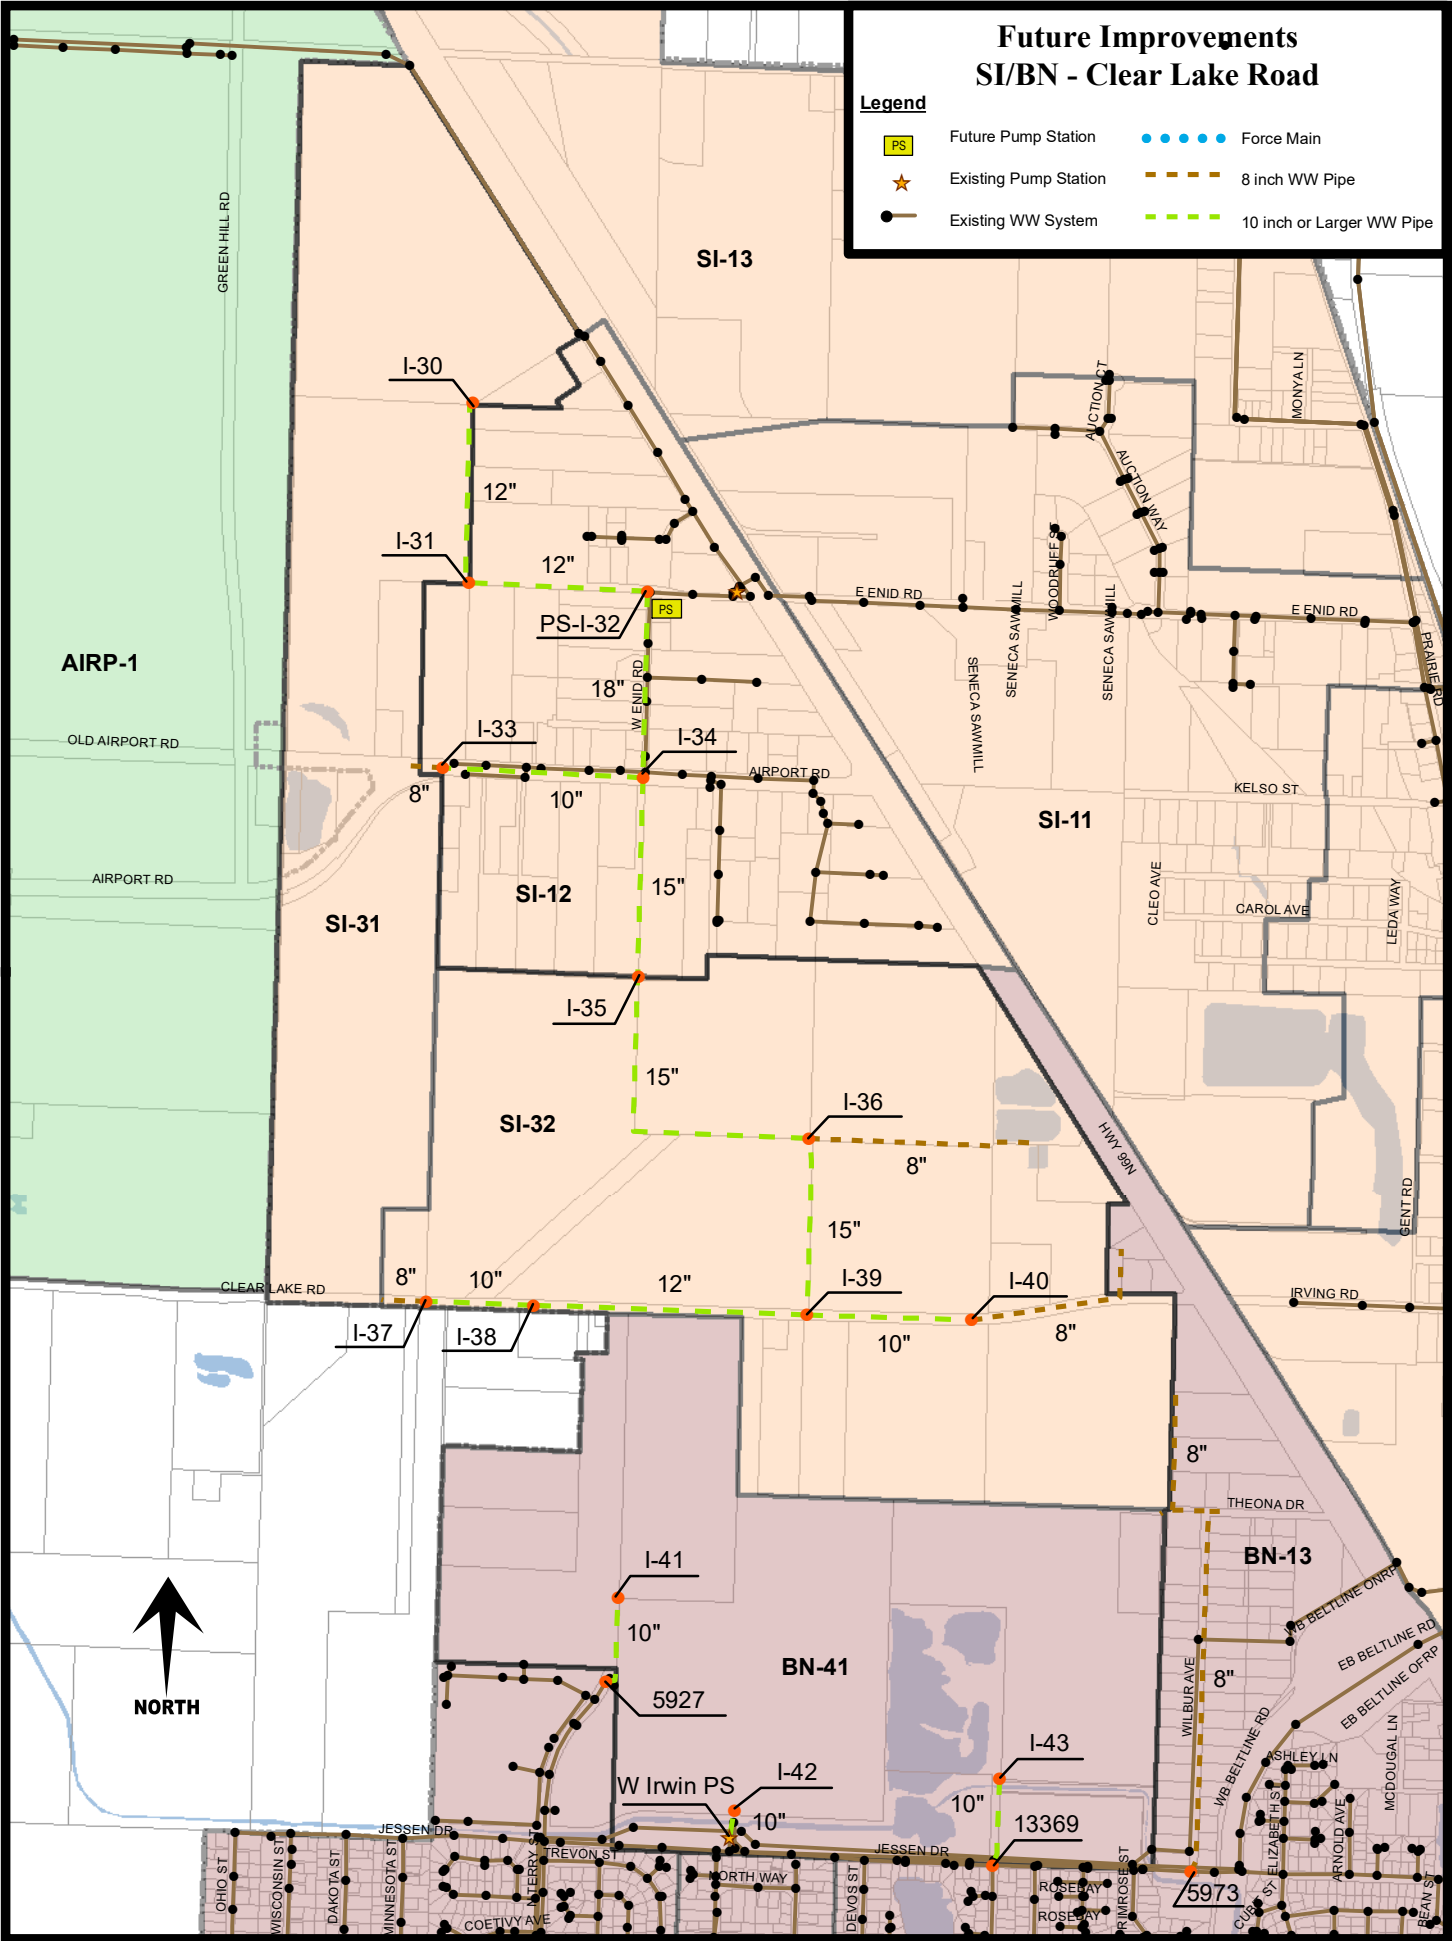 Future Improvements
SI/BN - Clear Lake Road
Legend
PS
Future Pump Station
Force Main
Existing Pump Station
8 inch WW Pipe
Existing WW System
10 inch or Larger WW Pipe
GREEN HILL RD
SI-13
I-30
AUCTION CT
MONYA LN
12"
AUCTION WAY
I-31
12"
WOODRUFF ST
E ENID RD
SENECA SAWMILL
SENECA SAWMILL
E ENID RD
PS
PS-I-32
AIRP-1
PRAIRIE RD
18"
W ENID RD
SENECA SAWMILL
I-33
I-34
OLD AIRPORT RD
AIRPORT RD
8"
10"
KELSO ST
SI-11
AIRPORT RD
15"
SI-12
CLEO AVE
CAROL AVE
LEDA WAY
SI-31
I-35
15"
I-36
SI-32
HWY 99N
8"
GENT RD
15"
CLEAR LAKE RD
8"
10"
12"
I-39
I-40
IRVING RD
I-37
I-38
10"
8"
8"
THEONA DR
BN-13
I-41
WB BELTLINE ONRP
10"
EB BELTLINE RD
BN-41
EB BELTLINE OFRP
NORTH
5927
WILBUR AVE
8"
WB BELTLINE RD
MCDOUGAL LN
I-43
ASHLEY LN
I-42
W Irwin PS
10"
10"
13369
JESSEN DR
JESSEN DR
TREVON ST
OHIO ST
WISCONSIN ST
DAKOTA ST
MINNESOTA ST
NORTH WAY
DEVOS ST
ROSEBAY
ROSEBAY
5973
ELIZABETH ST
ARNOLD AVE
BEAN ST
COETIVY AVE